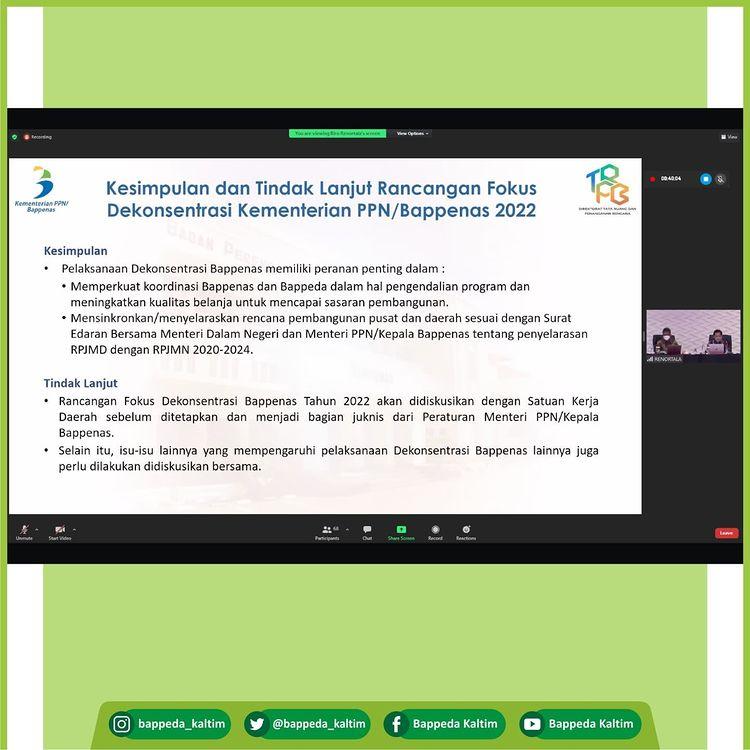 Recording
You are viewing Biro Renortala's screen
View Options
View
Kementerian PPN/
Bappenas
Kesimpulan dan Tindak Lanjut Rancangan Fokus
Dekonsentrasi Kementerian PPN/Bappenas 2022
TRPB
DIREKTORAT TATA RUANG DAN
PENANGANAN BENCANA
00:40:04
Kesimpulan
• Pelaksanaan Dekonsentrasi Bappenas memiliki peranan penting dalam :
• Memperkuat koordinasi Bappenas dan Bappeda dalam hal pengendalian program dan
meningkatkan kualitas belanja untuk mencapai sasaran pembangunan.
• Mensinkronkan/menyelaraskan rencana pembangunan pusat dan daerah sesuai dengan Surat
Edaran Bersama Menteri Dalam Negeri dan Menteri PPN/Kepala Bappenas tentang penyelarasan
RPJMD dengan RPJMN 2020-2024.
RENORTALA
Tindak Lanjut
• Rancangan Fokus Dekonsentrasi Bappenas Tahun 2022 akan didiskusikan dengan Satuan Kerja
Daerah sebelum ditetapkan dan menjadi bagian juknis dari Peraturan Menteri PPN/Kepala
Bappenas.
• Selain itu, isu-isu lainnya yang mempengaruhi pelaksanaan Dekonsentrasi Bappenas lainnya juga
perlu dilakukan didiskusikan bersama.
Unmute
Start Video
68
Participants
Chat
Share Screen
Record
Reactions
Leave
bappeda_kaltim
@bappeda_kaltim
Bappeda Kaltim
Bappeda Kaltim